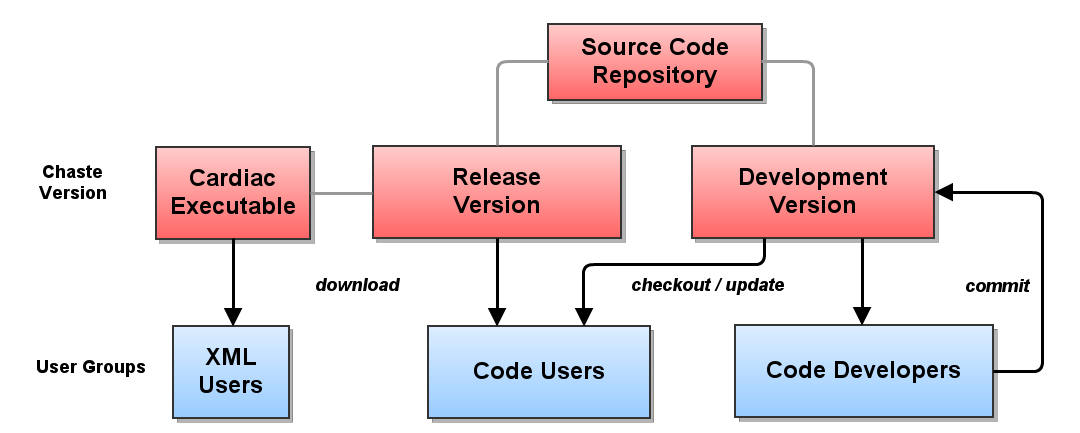 Source Code
Repository
Chaste
Version
Cardiac
Executable
Release
Version
Development
Version
download
checkout / update
commit
User Groups
XML
Users
Code Users
Code Developers